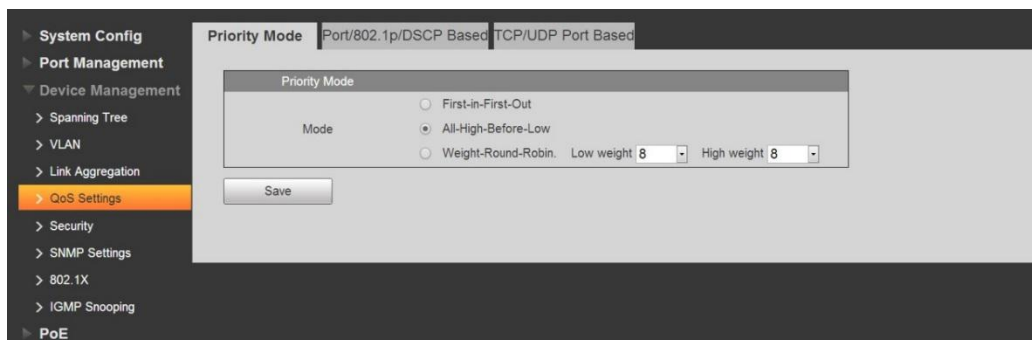 System Config
Port Management
Device Management
Spanning Tree
VLAN
Link Aggregation
QoS Settings
Security
SNMP Settings
802.1X
IGMP Snooping
PoE
Priority Mode Port/802.1p/DSCP Based TCP/UDP Port Based
Priority Mode
Mode
First-in-First-Out
All-High-Before-Low
Weight-Round-Robin. Low weight 8 High weight 8
Save